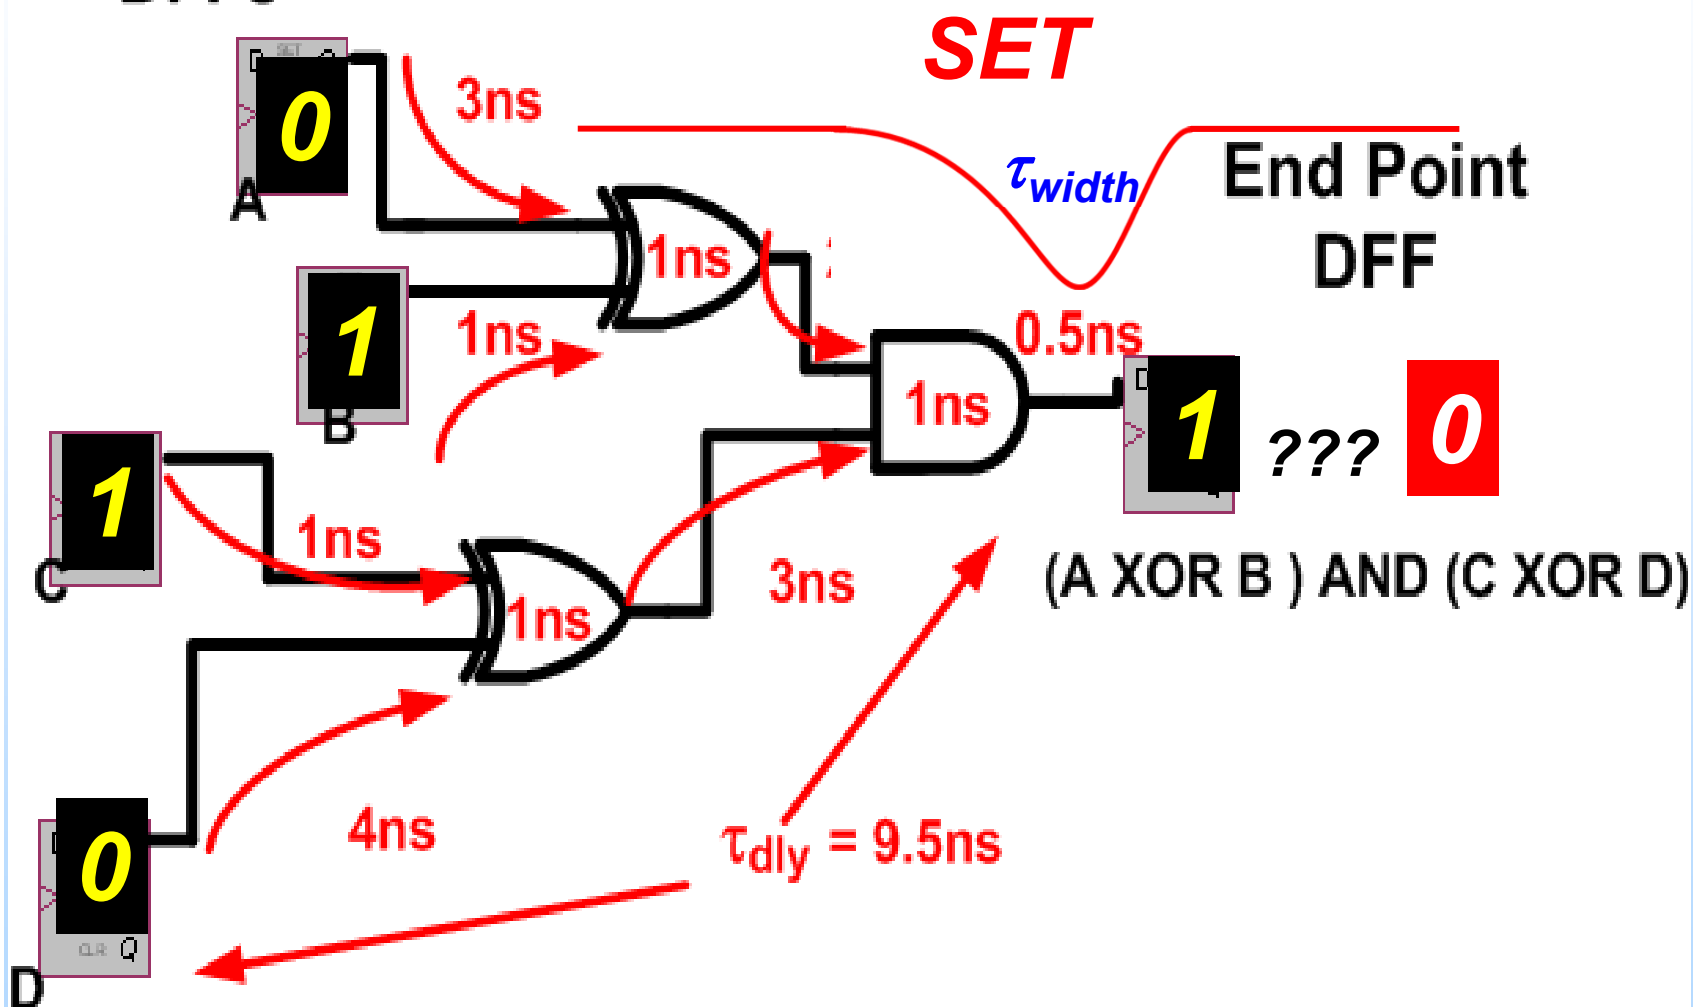 SET
3ns
0
A
τwidth
End Point
DFF
1ns
1
B
1ns
0.5ns
1ns
D
1
???
0
1
C
1ns
1ns
3ns
(A XOR B ) AND (C XOR D)
4ns
τdly = 9.5ns
0
CLR Q
D